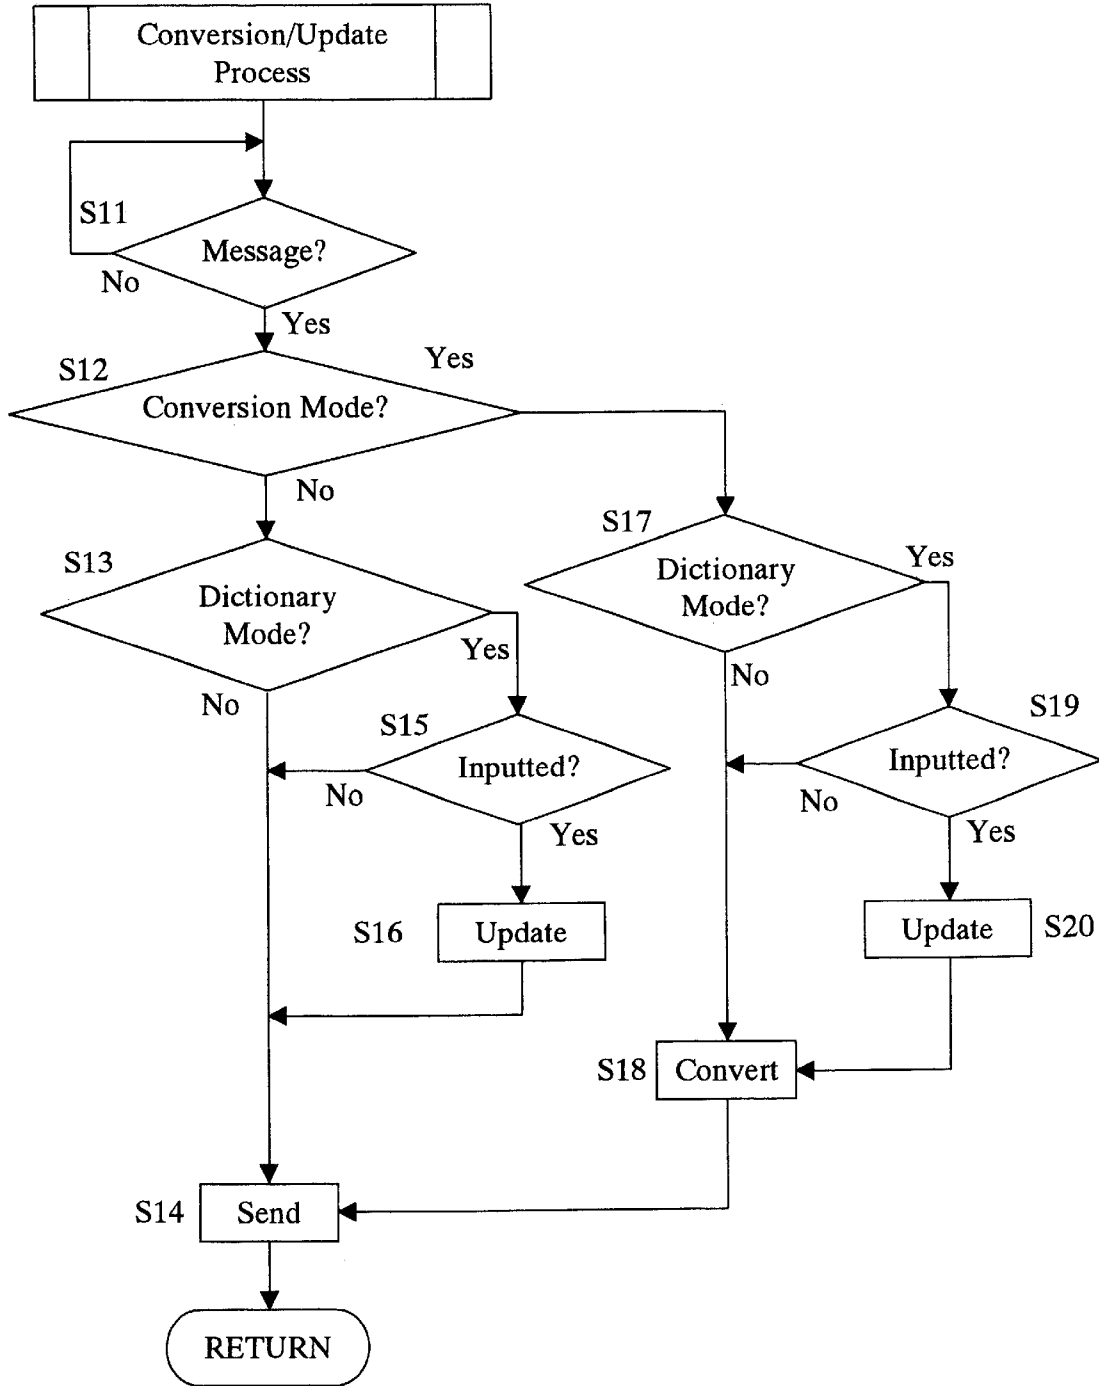 Conversion/Update
Process
S11
Message?
No
Yes
S12
Yes
Conversion Mode?
No
S17
Dictionary
Mode?
Yes
No
S13
Dictionary
Mode?
Yes
No
S15
Inputted?
No
Yes
S19
Inputted?
No
Yes
S16
Update
Update
S20
S18
Convert
S14
Send
RETURN